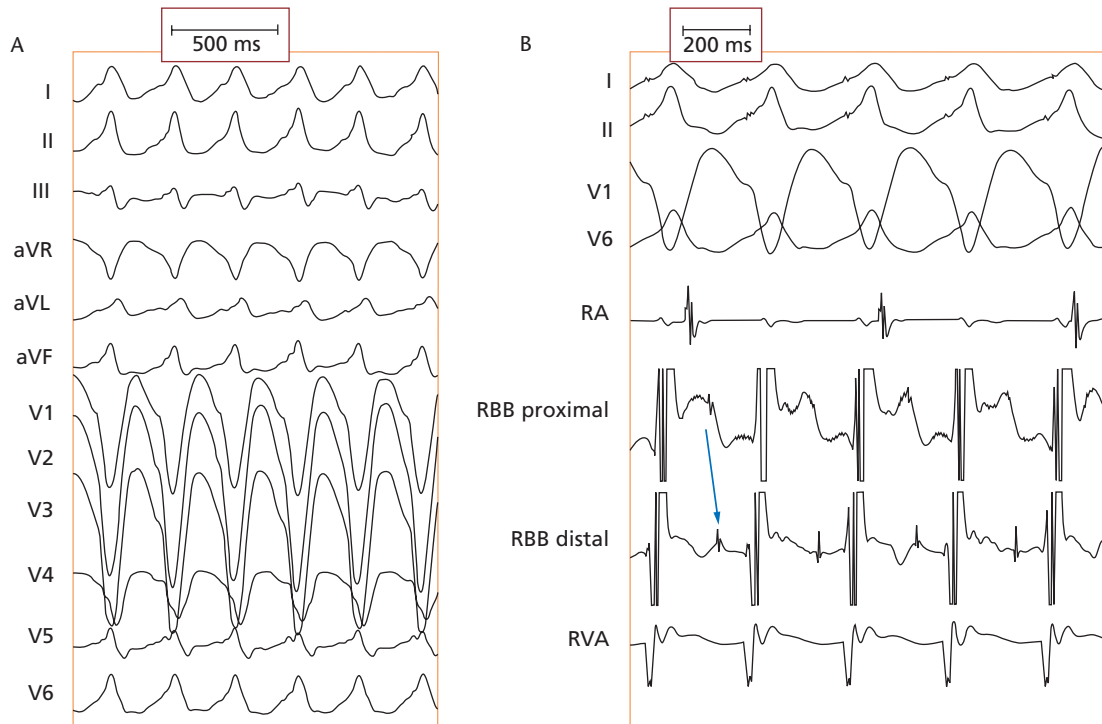 A
500 ms
I
II
III
aVR
aVL
aVF
V1
V2
V3
V4
V5
V6
B
200 ms
I
II
V1
V6
RA
RBB proximal
RBB distal
RVA